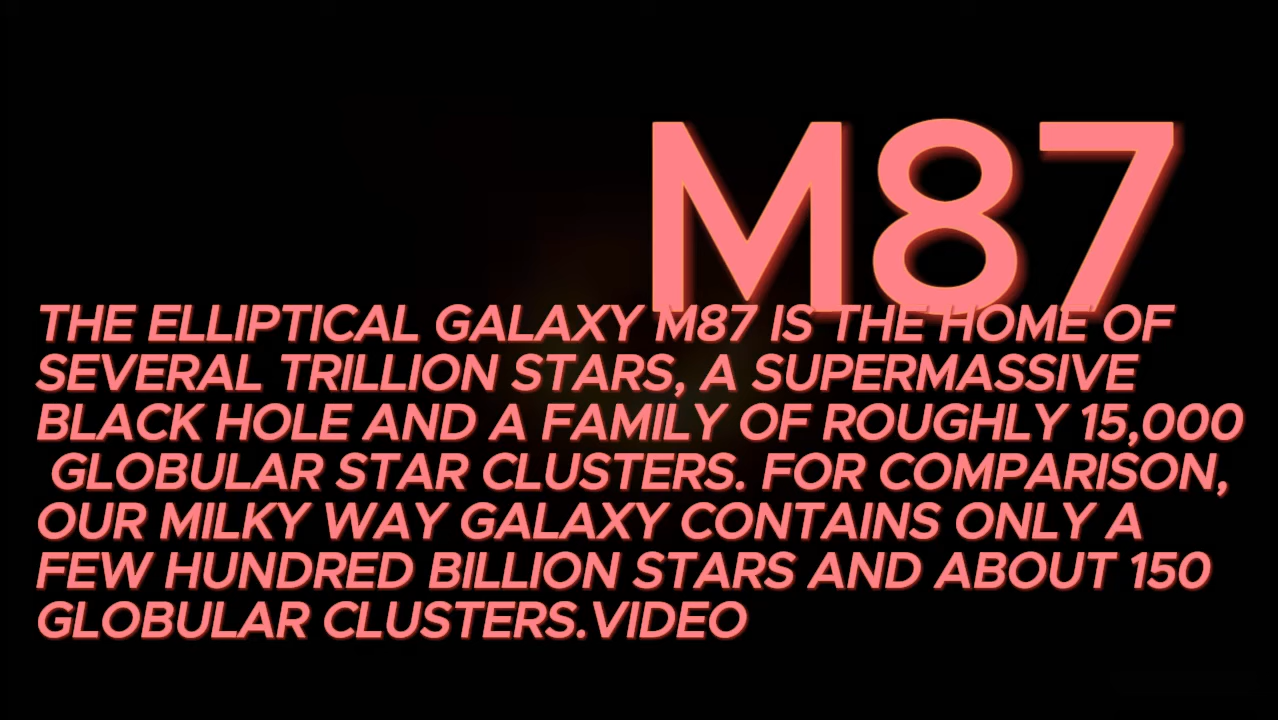 M87
THE ELLIPTICAL GALAXY M87 IS THE HOME OF
SEVERAL TRILLION STARS, A SUPERMASSIVE
BLACK HOLE AND A FAMILY OF ROUGHLY 15,000
GLOBULAR STAR CLUSTERS. FOR COMPARISON,
OUR MILKY WAY GALAXY CONTAINS ONLY A
FEW HUNDRED BILLION STARS AND ABOUT 150
GLOBULAR CLUSTERS.VIDEO